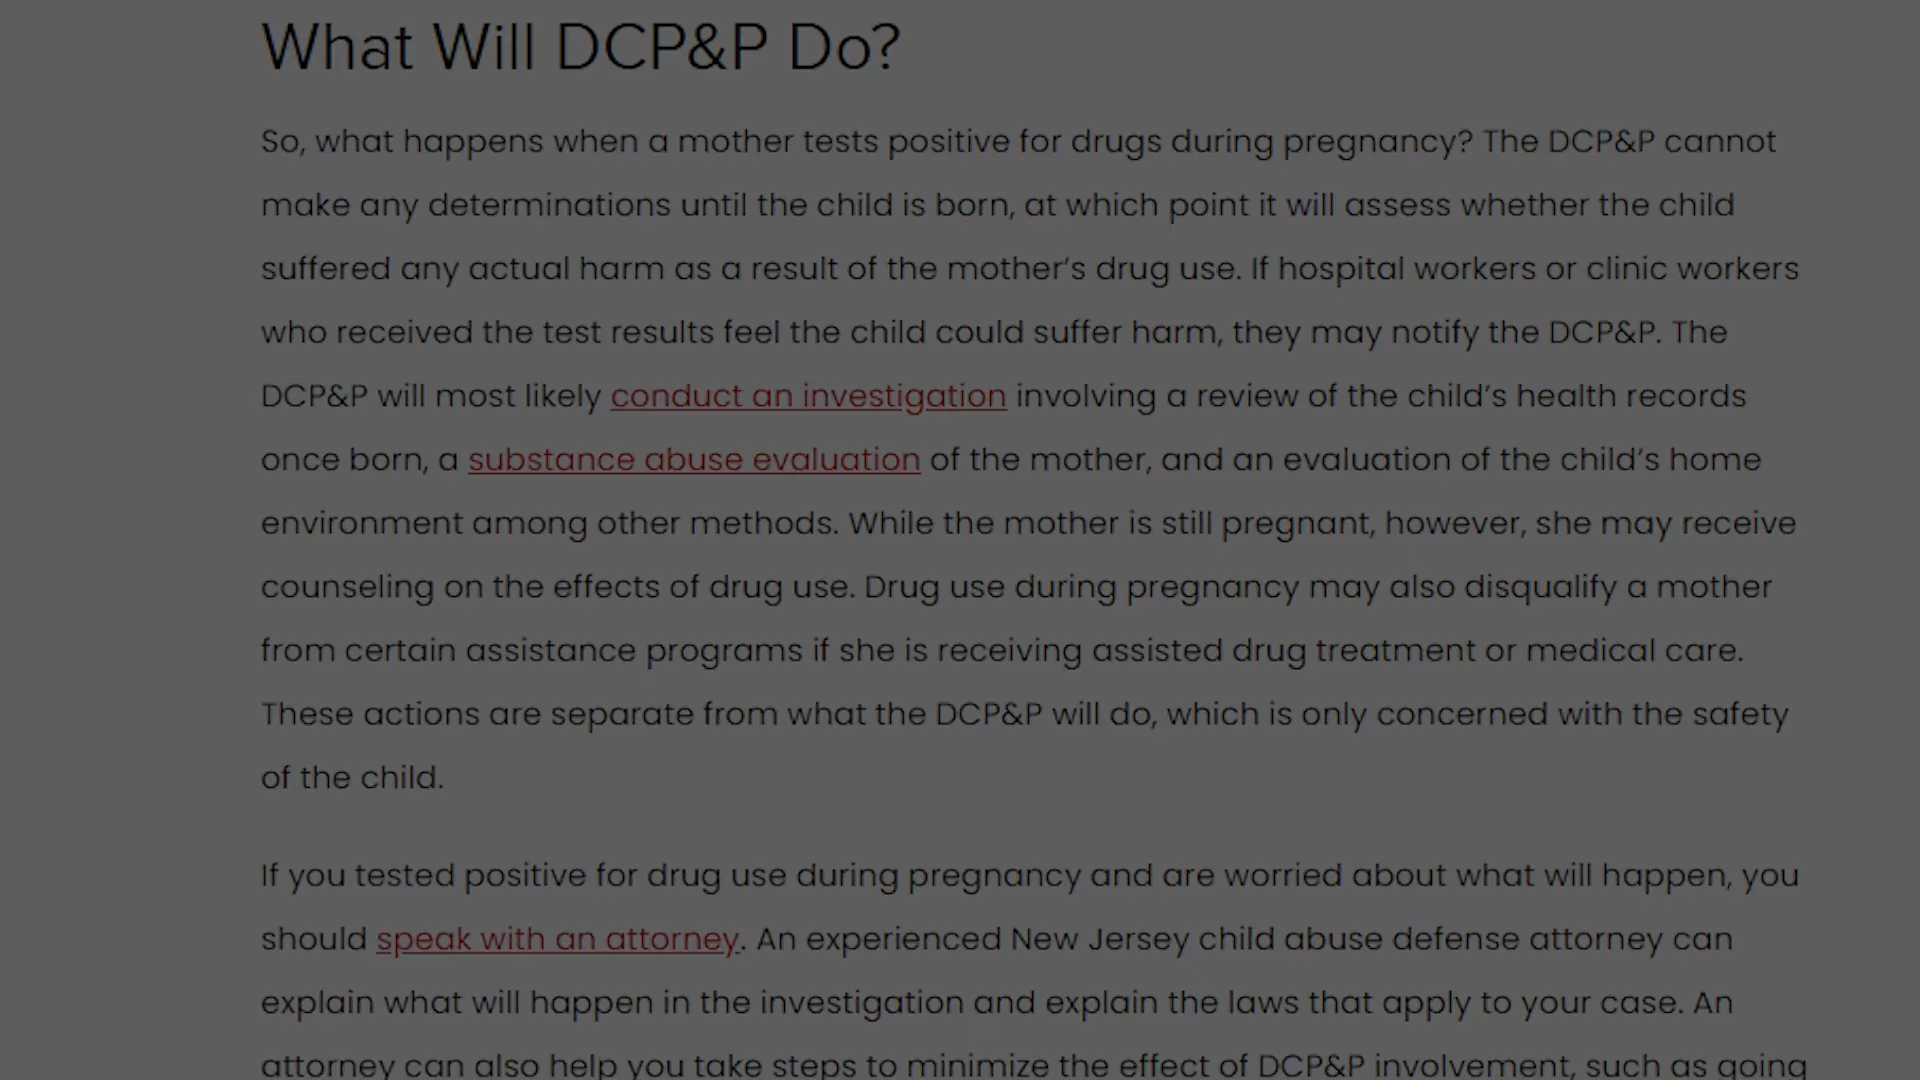 What Will DCP&P Do?
So, what happens when a mother tests positive for drugs during pregnancy? The DCP&P cannot
make any determinations until the child is born, at which point it will assess whether the child
suffered any actual harm as a result of the mother’s drug use. If hospital workers or clinic workers
who received the test results feel the child could suffer harm, they may notify the DCP&P. The
DCP&P will most likely conduct an investigation involving a review of the child’s health records
once born, a substance abuse evaluation of the mother, and an evaluation of the child’s home
environment among other methods. While the mother is still pregnant, however, she may receive
counseling on the effects of drug use. Drug use during pregnancy may also disqualify a mother
from certain assistance programs if she is receiving assisted drug treatment or medical care.
These actions are separate from what the DCP&P will do, which is only concerned with the safety
of the child.
If you tested positive for drug use during pregnancy and are worried about what will happen, you
should speak with an attorney. An experienced New Jersey child abuse defense attorney can
explain what will happen in the investigation and explain the laws that apply to your case. An
attorney can also help you take steps to minimize the effect of DCP&P involvement, such as going